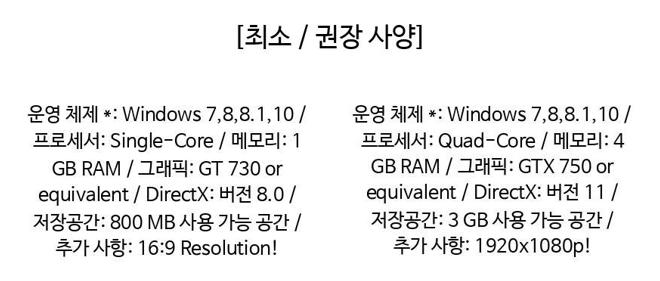 [최소 / 권장 사양]
운영 체제 *: Windows 7,8,8.1,10 /
프로세서: Single-Core / 메모리: 1
GB RAM / 그래픽: GT 730 or
equivalent / DirectX: 버전 8.0 /
저장공간: 800 MB 사용 가능 공간 /
추가 사항: 16:9 Resolution!
운영 체제 *: Windows 7,8,8.1,10 /
프로세서: Quad-Core / 메모리: 4
GB RAM / 그래픽: GTX 750 or
equivalent / DirectX: 버전 11 /
저장공간: 3 GB 사용 가능 공간 /
추가 사항: 1920x1080p!